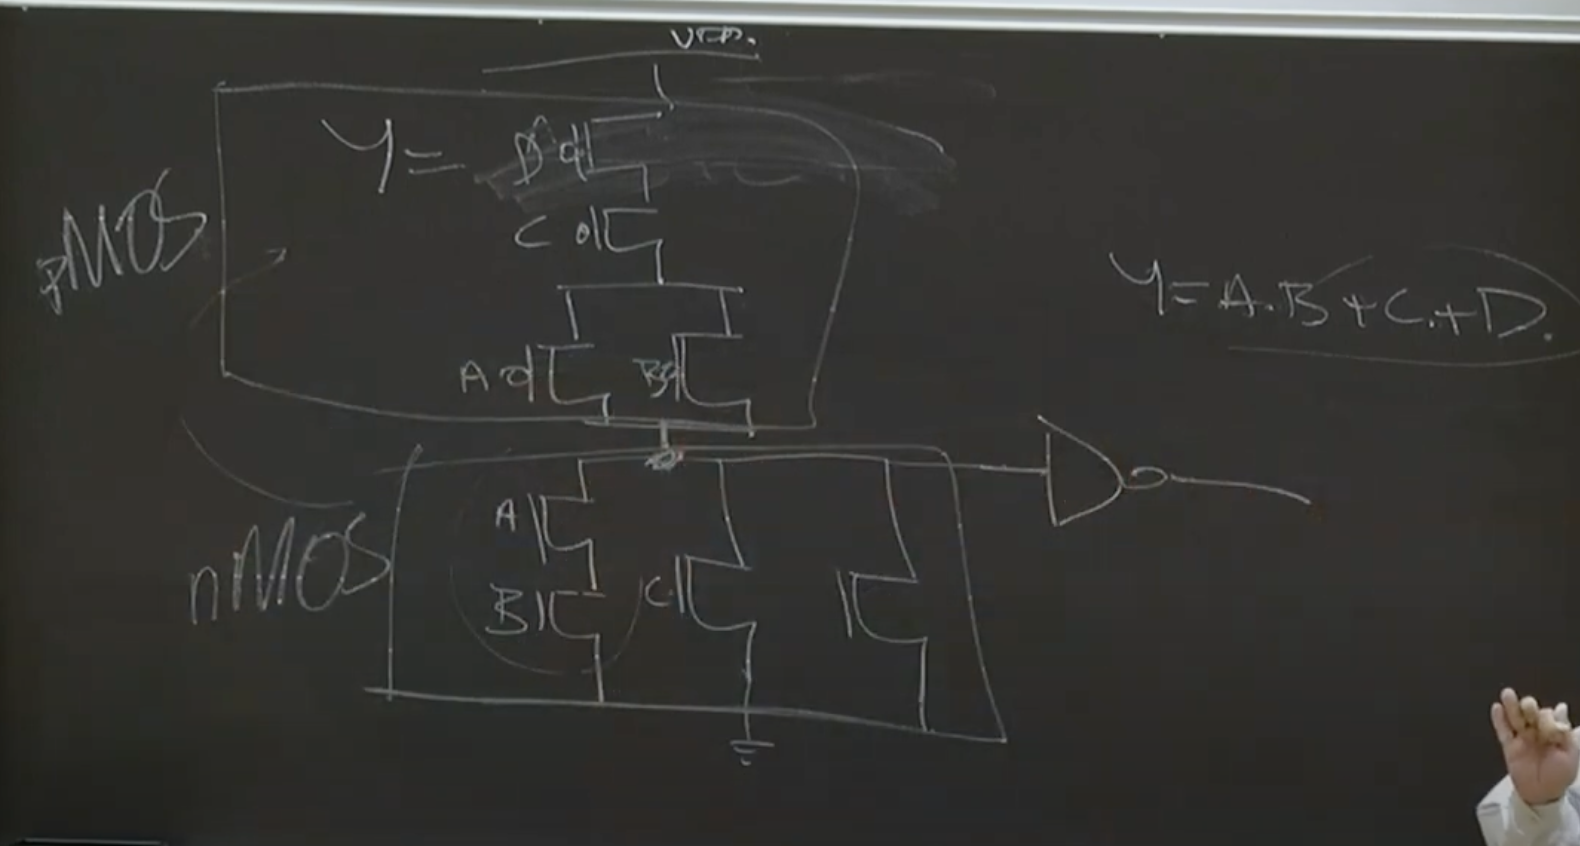 VDD.
Y =
D
C
pMOS
Y = A.B + C + D.
A
B
A
B
C
nMOS